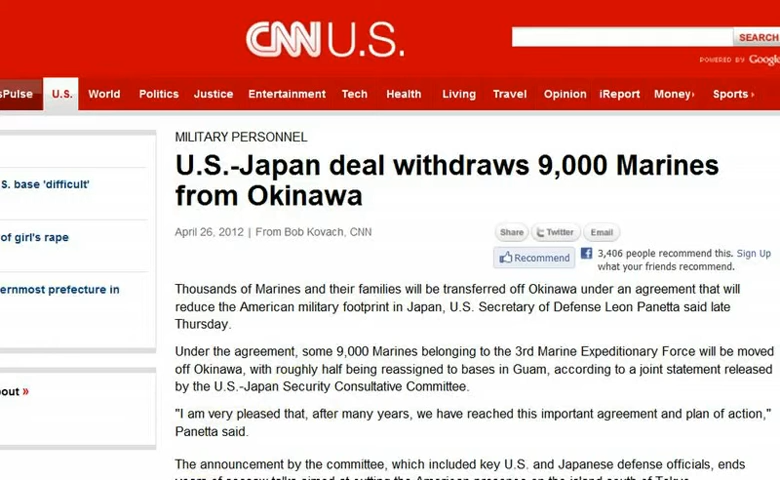 CNN U.S.
SEARCH
POWERED BY Google
sPulse U.S. World Politics Justice Entertainment Tech Health Living Travel Opinion iReport Money› Sports›
S. base 'difficult'
of girl's rape
ernmost prefecture in
bout »
MILITARY PERSONNEL
U.S.-Japan deal withdraws 9,000 Marines
from Okinawa
April 26, 2012 | From Bob Kovach, CNN
Share Twitter Email
Recommend
3,406 people recommend this. Sign Up
what your friends recommend.
Thousands of Marines and their families will be transferred off Okinawa under an agreement that will
reduce the American military footprint in Japan, U.S. Secretary of Defense Leon Panetta said late
Thursday.
Under the agreement, some 9,000 Marines belonging to the 3rd Marine Expeditionary Force will be moved
off Okinawa, with roughly half being reassigned to bases in Guam, according to a joint statement released
by the U.S.-Japan Security Consultative Committee.
"I am very pleased that, after many years, we have reached this important agreement and plan of action,"
Panetta said.
The announcement by the committee, which included key U.S. and Japanese defense officials, ends